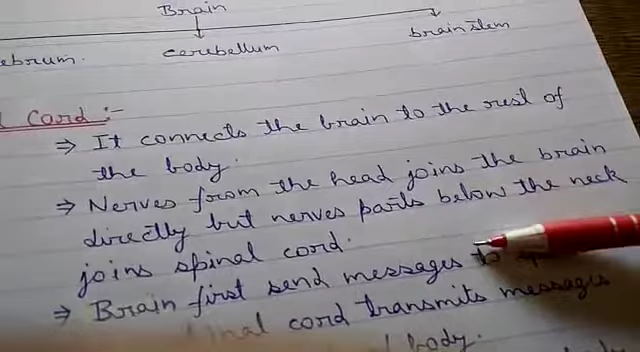 Brain
cerebellum
brain stem
Cord :-
⇒ It connects the brain to the rest of
the body.
⇒ Nerves from the head joins the brain
directly but nerves parts below the neck
joins spinal cord.
⇒ Brain first send messages to
cord transmits messages
body.